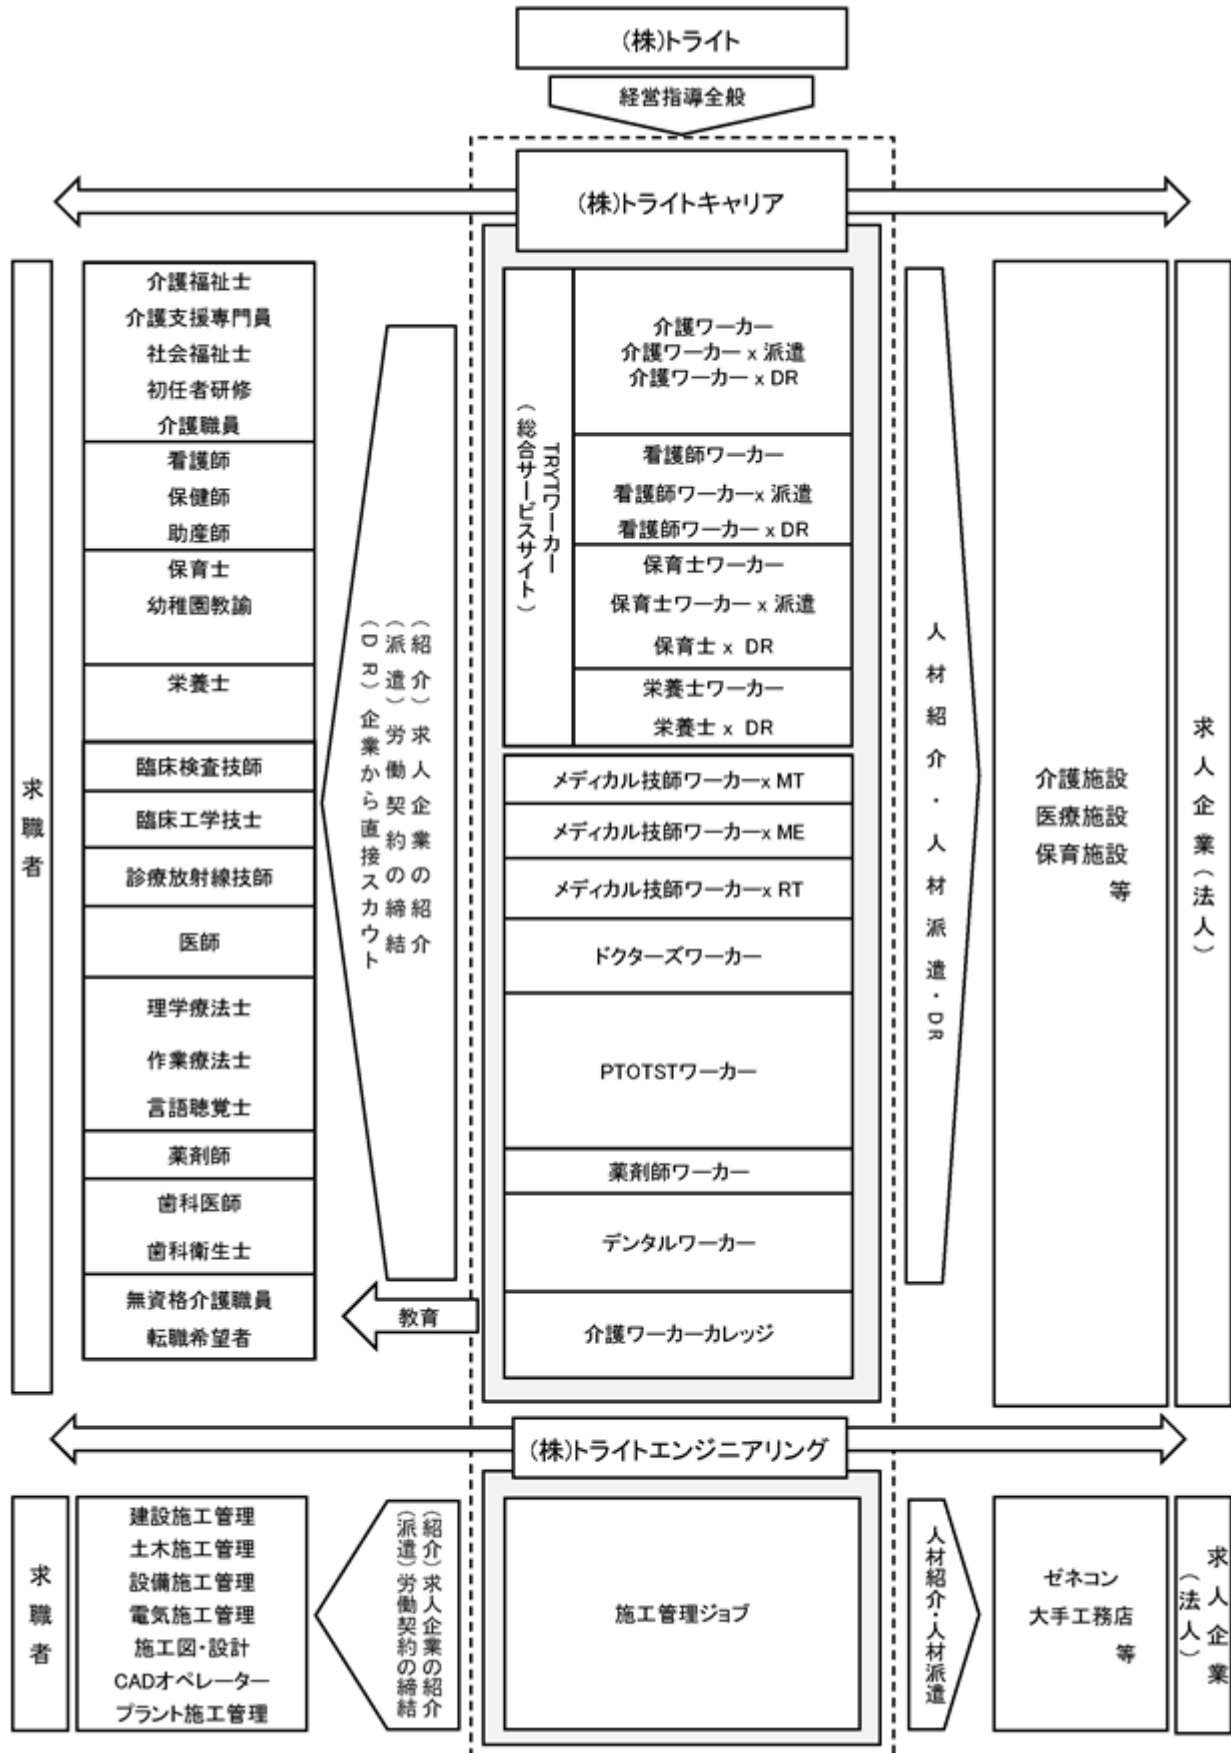 (株)トライト
経営指導全般
(株)トライトキャリア
求職者
介護福祉士
介護支援専門員
社会福祉士
初任者研修
介護職員
看護師
保健師
助産師
保育士
幼稚園教諭
栄養士
臨床検査技師
臨床工学技士
診療放射線技師
医師
理学療法士
作業療法士
言語聴覚士
薬剤師
歯科医師
歯科衛生士
無資格介護職員
転職希望者
(紹介)求人企業の紹介
(派遣)労働契約の締結
(DR)企業から直接スカウト
教育
TRYTワーカー
(総合サービスサイト)
介護ワーカー
介護ワーカー x 派遣
介護ワーカー x DR
看護師ワーカー
看護師ワーカー x 派遣
看護師ワーカー x DR
保育士ワーカー
保育士ワーカー x 派遣
保育士 x DR
栄養士ワーカー
栄養士 x DR
メディカル技師ワーカー x MT
メディカル技師ワーカー x ME
メディカル技師ワーカー x RT
ドクターズワーカー
PTOTSTワーカー
薬剤師ワーカー
デンタルワーカー
介護ワーカーカレッジ
人材紹介・人材派遣・DR
介護施設
医療施設
保育施設
等
求人企業(法人)
(株)トライトエンジニアリング
求職者
建設施工管理
土木施工管理
設備施工管理
電気施工管理
施工図・設計
CADオペレーター
プラント施工管理
(紹介)求人企業の紹介
(派遣)労働契約の締結
施工管理ジョブ
人材紹介・人材派遣
ゼネコン
大手工務店
等
求人企業
(法人)